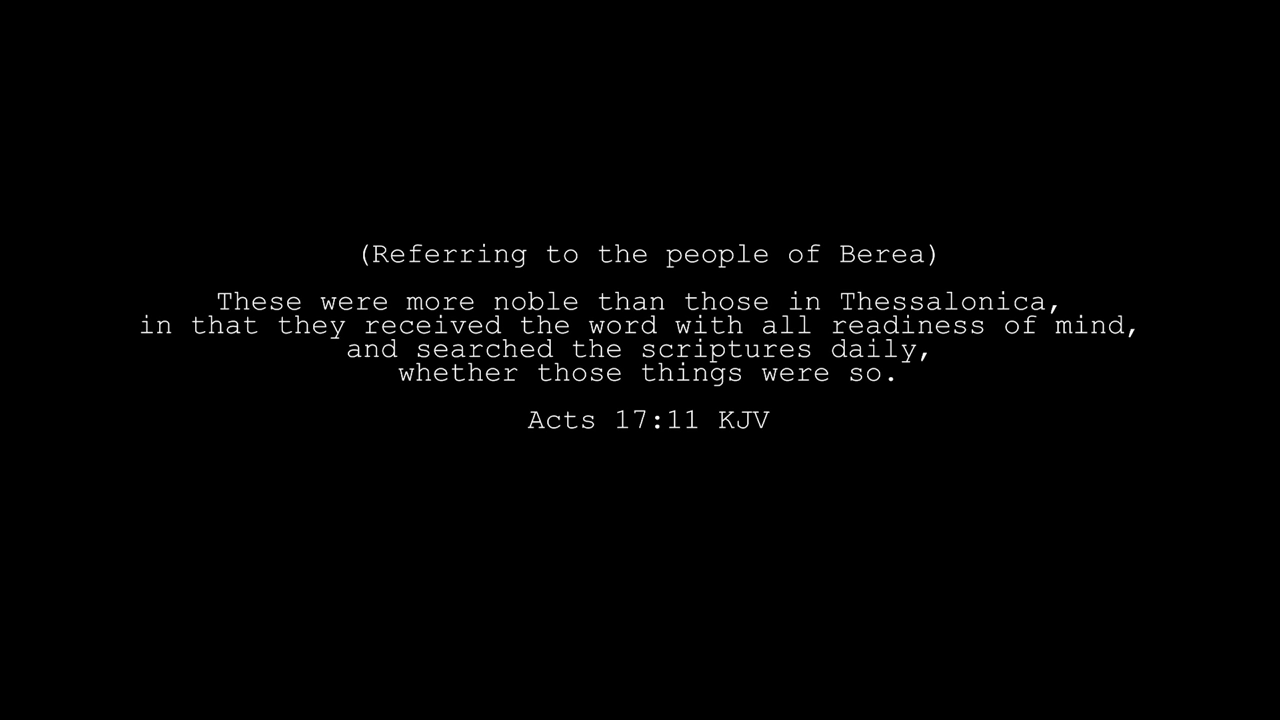 (Referring to the people of Berea)
These were more noble than those in Thessalonica,
in that they received the word with all readiness of mind,
and searched the scriptures daily,
whether those things were so.
Acts 17:11 KJV